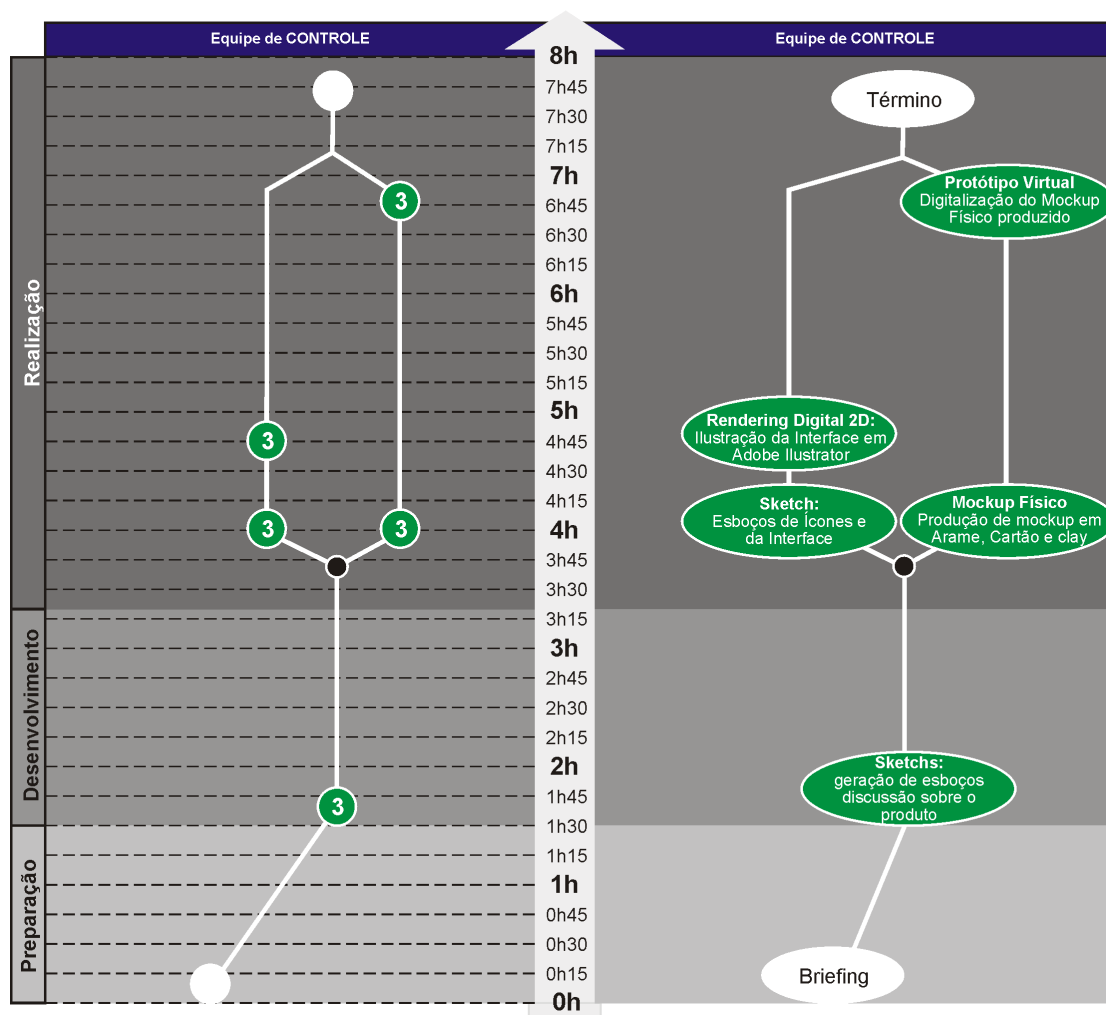 Equipe de CONTROLE
Equipe de CONTROLE
Realização
Desenvolvimento
Preparação
3
3
3
3
3
8h
7h45
7h30
7h15
7h
6h45
6h30
6h15
6h
5h45
5h30
5h15
5h
4h45
4h30
4h15
4h
3h45
3h30
3h15
3h
2h45
2h30
2h15
2h
1h45
1h30
1h15
1h
0h45
0h30
0h15
0h
Término
Protótipo Virtual
Digitalização do Mockup
Físico produzido
Rendering Digital 2D:
Ilustração da Interface em
Adobe Ilustrator
Sketch:
Esboços de Ícones e
da Interface
Mockup Físico
Produção de mockup em
Arame, Cartão e clay
Sketchs:
geração de esboços
discussão sobre o
produto
Briefing